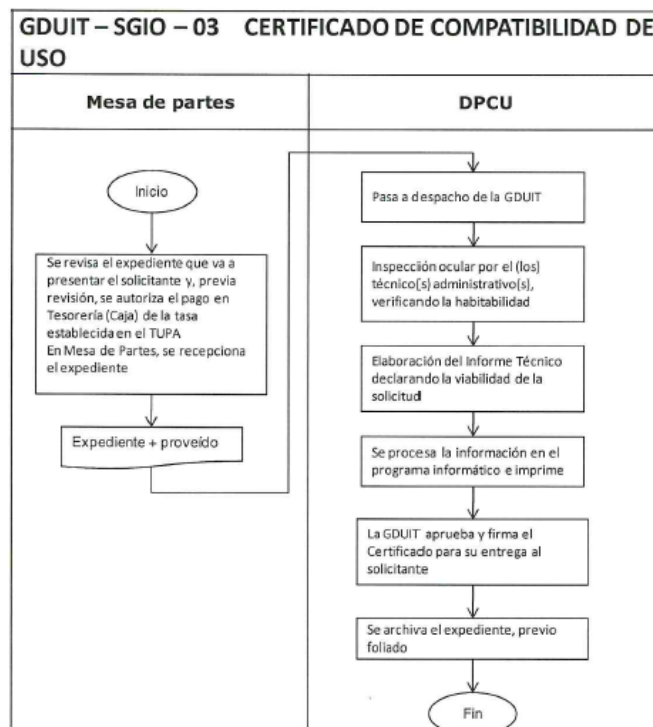 GDUIT – SGIO – 03 CERTIFICADO DE COMPATIBILIDAD DE
USO
Mesa de partes
DPCU
Inicio
Se revisa el expediente que va a
presentar el solicitante y, previa
revisión, se autoriza el pago en
Tesorería (Caja) de la tasa
establecida en el TUPA
En Mesa de Partes, se recepciona
el expediente
Expediente + proveído
Pasa a despacho de la GDUIT
Inspección ocular por el (los)
técnico(s) administrativo(s),
verificando la habitabilidad
Elaboración del Informe Técnico
declarando la viabilidad de la
solicitud
Se procesa la información en el
programa informático e imprime
La GDUIT aprueba y firma el
Certificado para su entrega al
solicitante
Se archiva el expediente, previo
foliado
Fin